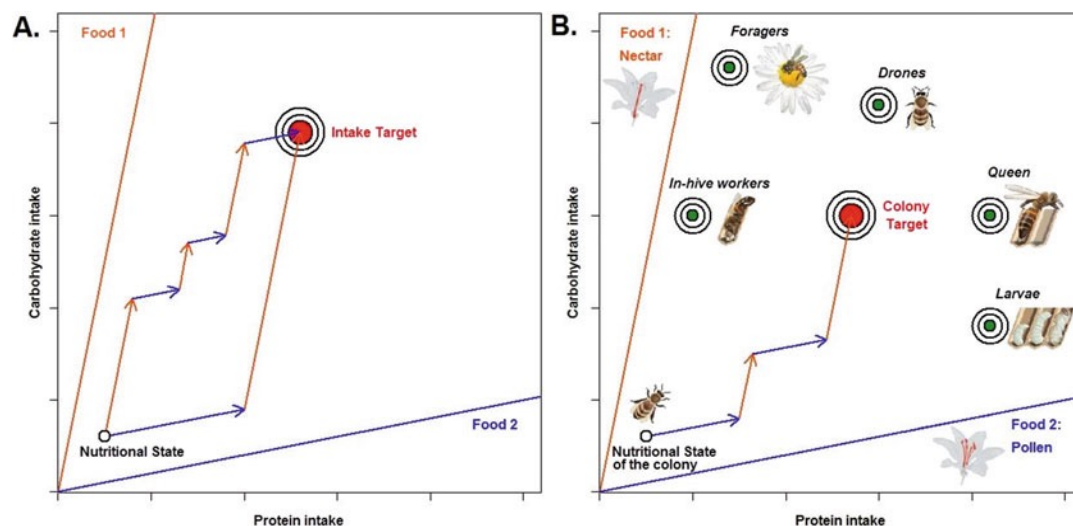 A.
Food 1
Intake Target
Nutritional State
Food 2
Carbohydrate intake
Protein intake
B.
Food 1:
Nectar
Foragers
Drones
In-hive workers
Queen
Colony
Target
Larvae
Nutritional State
of the colony
Food 2:
Pollen
Carbohydrate intake
Protein intake